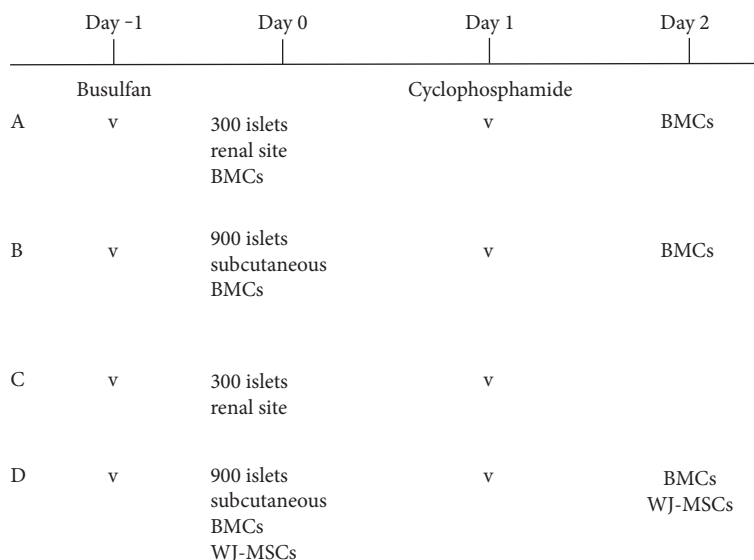 Day -1 Day 0 Day 1 Day 2
Busulfan Cyclophosphamide
A v 300 islets v BMCs
renal site
BMCs
B v 900 islets v BMCs
subcutaneous
BMCs
C v 300 islets v
renal site
D v 900 islets v BMCs
subcutaneous WJ-MSCs
BMCs
WJ-MSCs